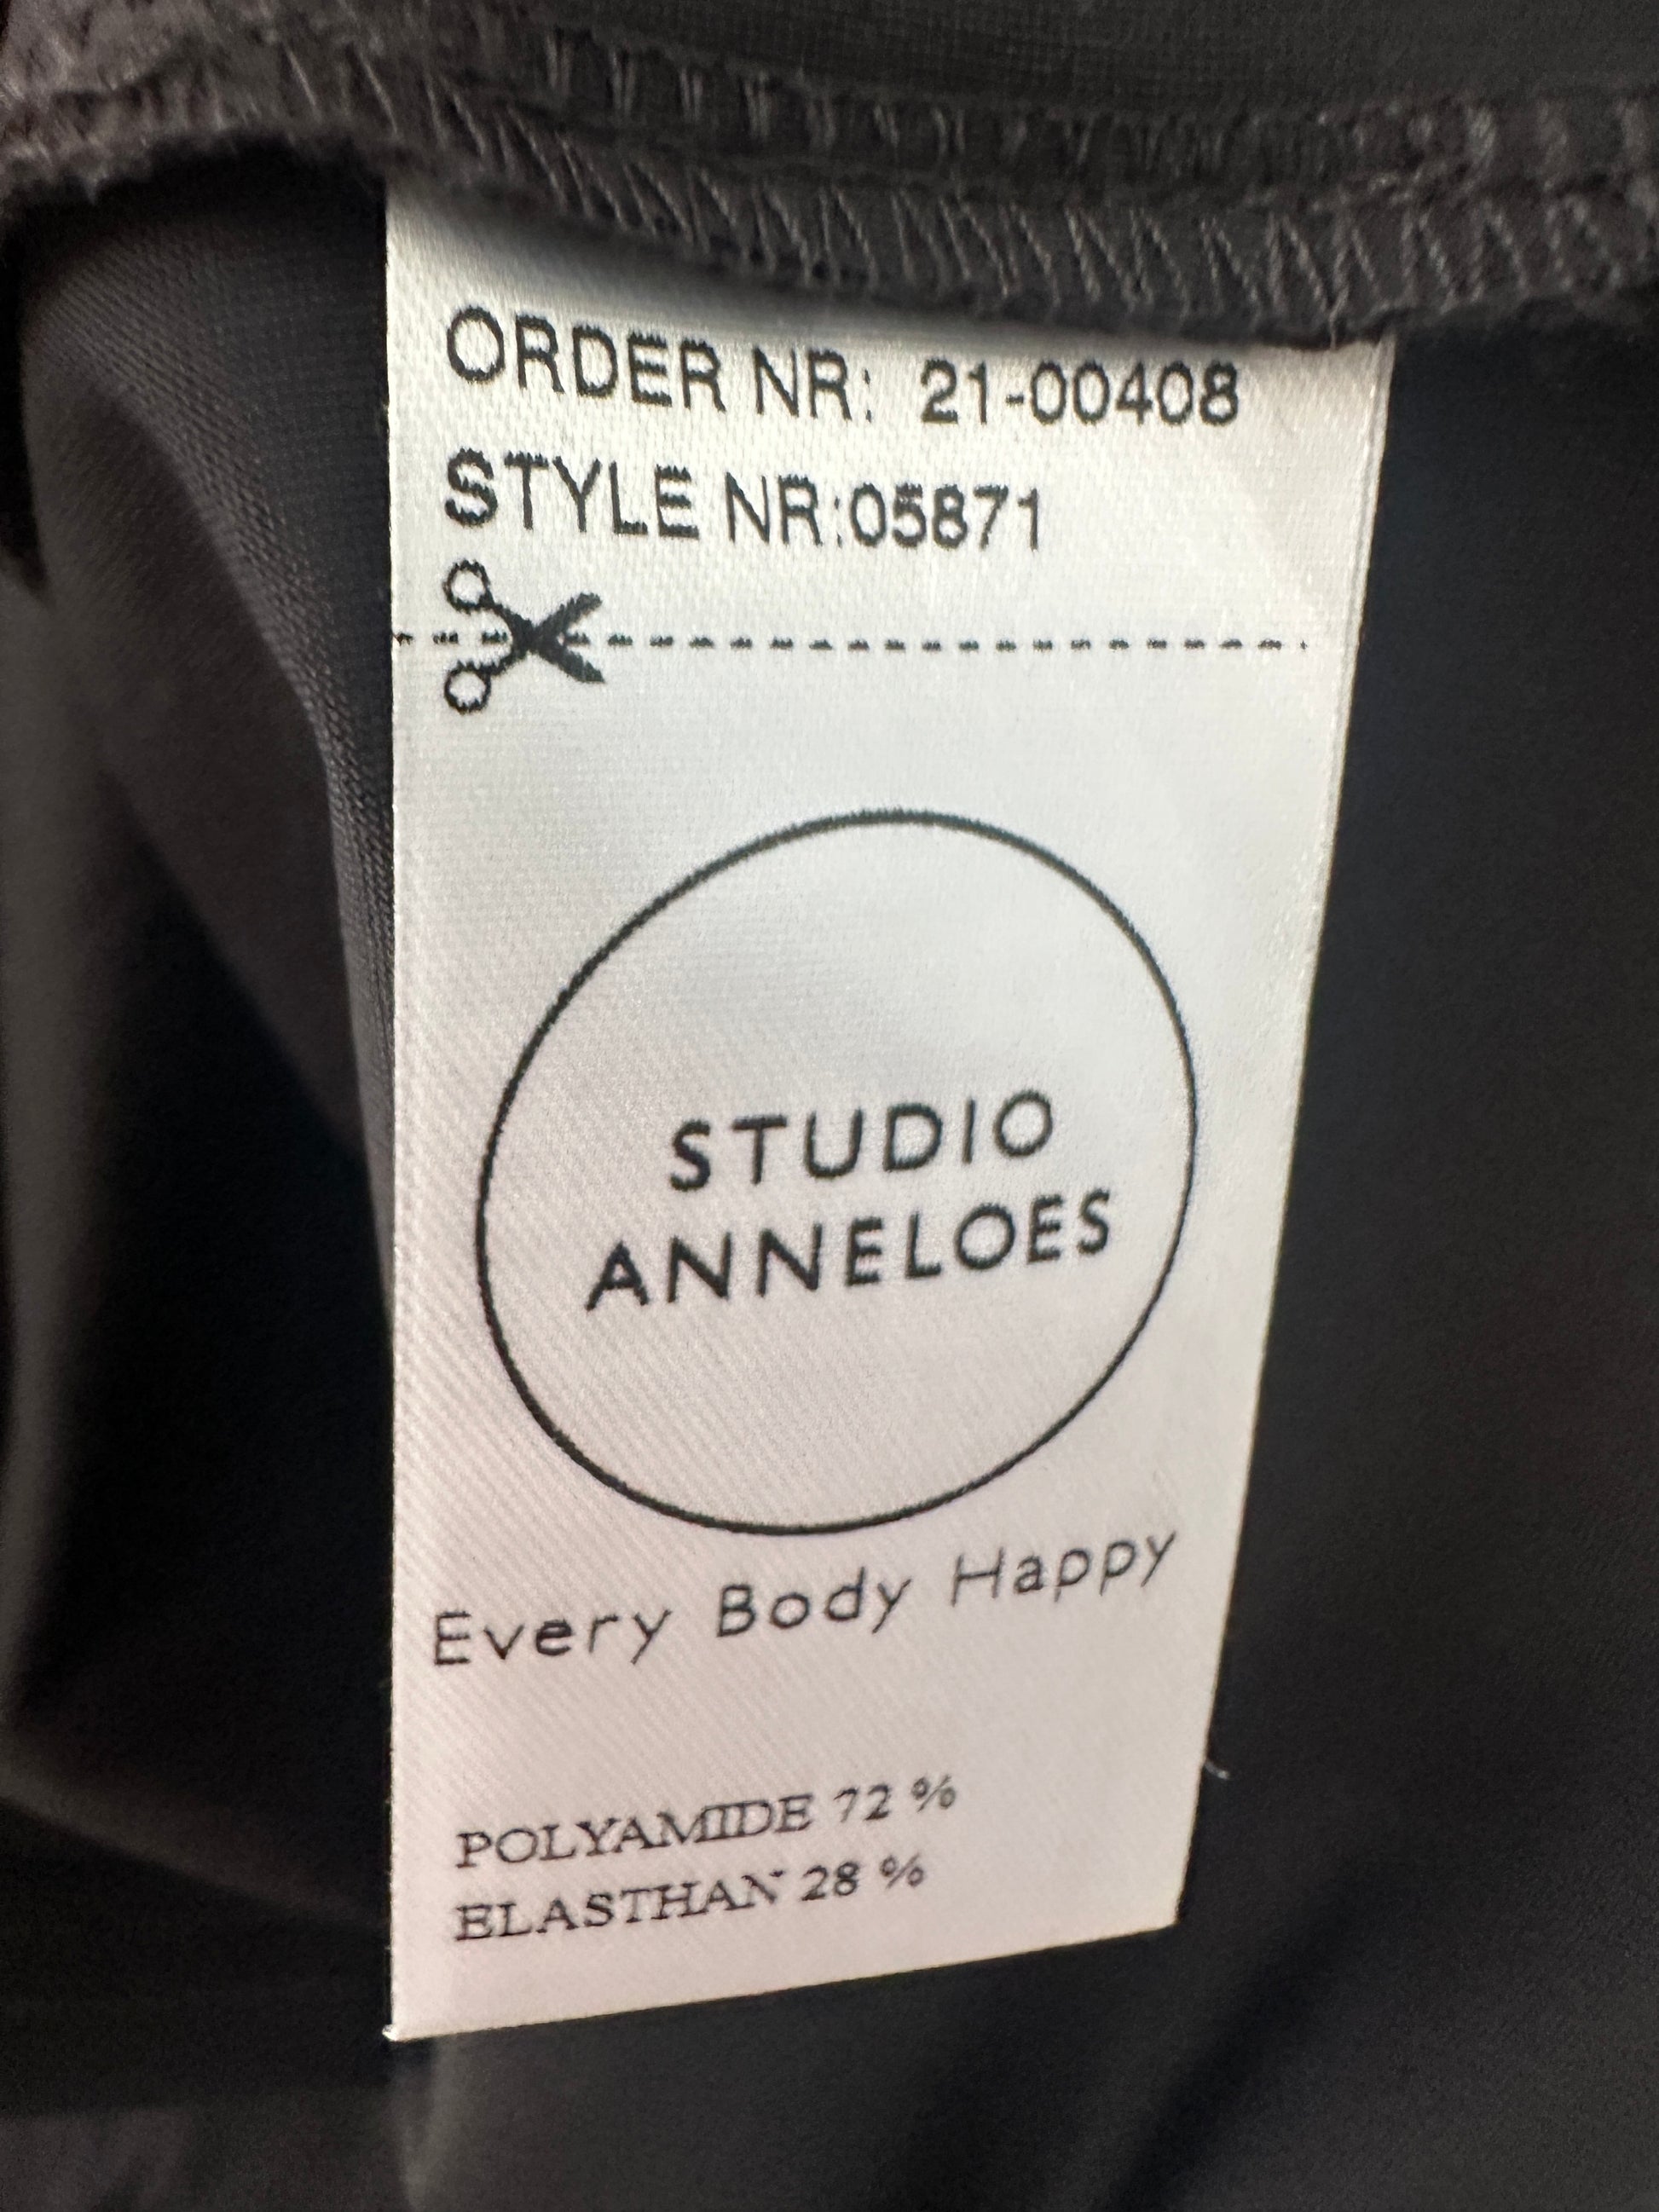 ORDER NR: 21-00408
STYLE NR:05871
STUDIO
ANNELOES
Every Body Happy
POLYAMIDE 72 %
ELASTHAN 28 %